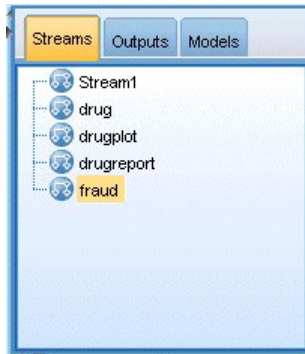 Streams Outputs Models
Stream1
drug
drugplot
drugreport
fraud